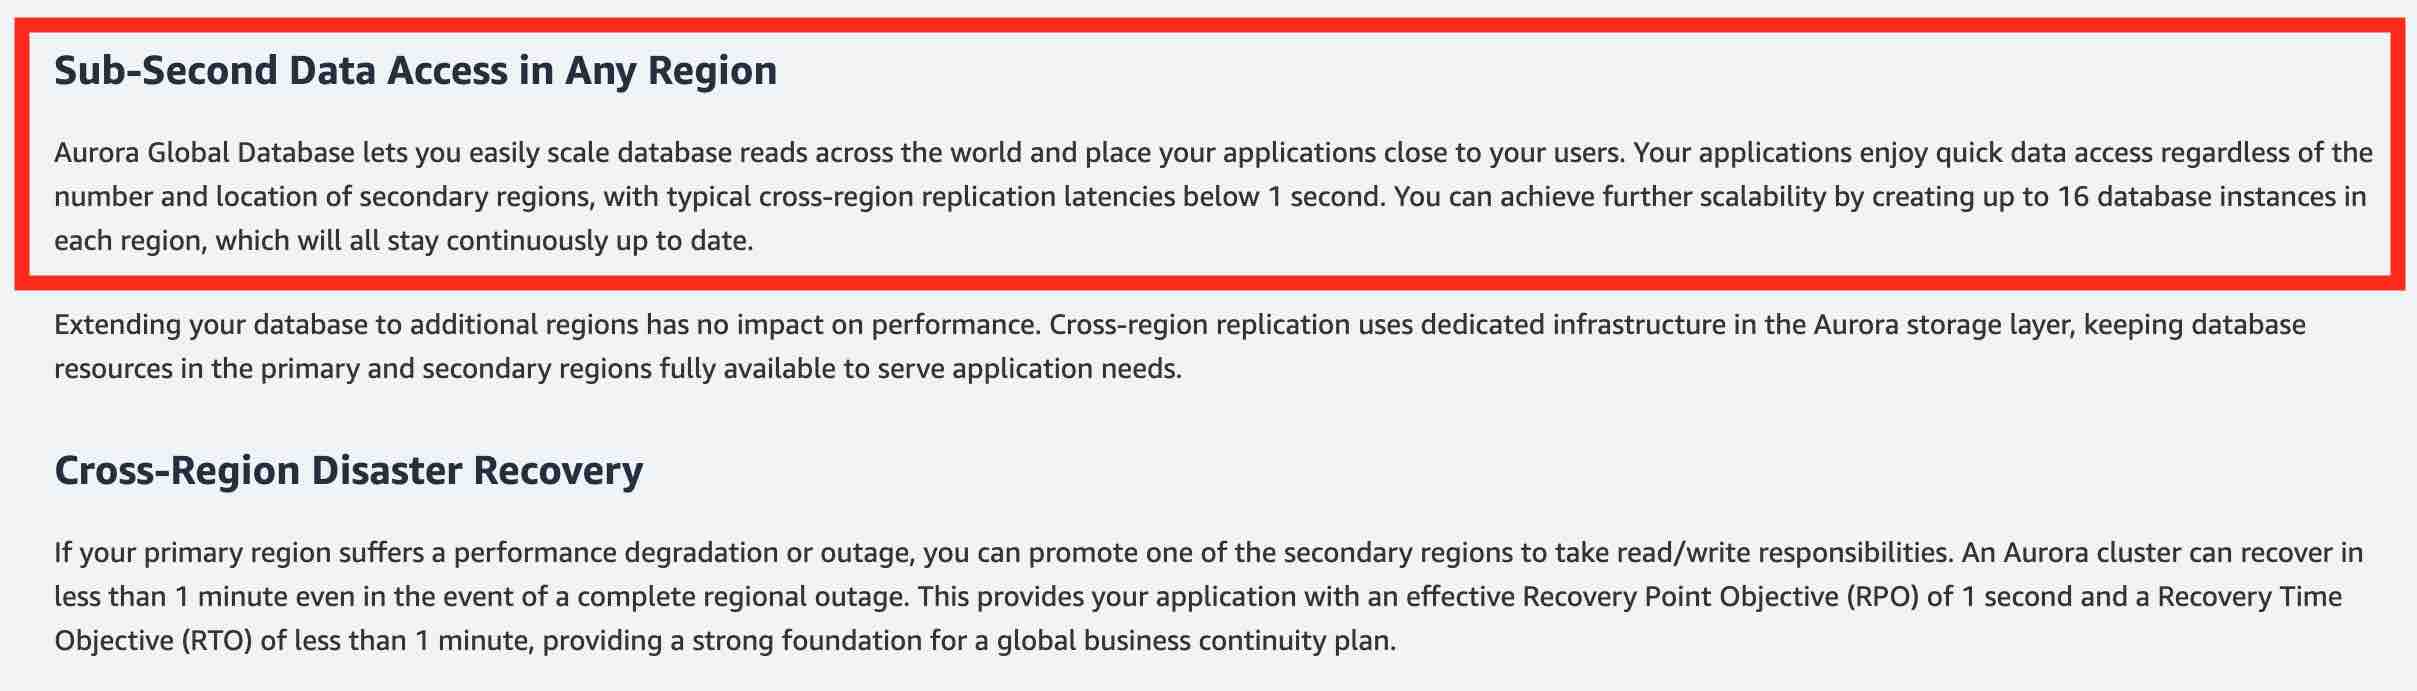 Sub-Second Data Access in Any Region
Aurora Global Database lets you easily scale database reads across the world and place your applications close to your users. Your applications enjoy quick data access regardless of the
number and location of secondary regions, with typical cross-region replication latencies below 1 second. You can achieve further scalability by creating up to 16 database instances in
each region, which will all stay continuously up to date.
Extending your database to additional regions has no impact on performance. Cross-region replication uses dedicated infrastructure in the Aurora storage layer, keeping database
resources in the primary and secondary regions fully available to serve application needs.
Cross-Region Disaster Recovery
If your primary region suffers a performance degradation or outage, you can promote one of the secondary regions to take read/write responsibilities. An Aurora cluster can recover in
less than 1 minute even in the event of a complete regional outage. This provides your application with an effective Recovery Point Objective (RPO) of 1 second and a Recovery Time
Objective (RTO) of less than 1 minute, providing a strong foundation for a global business continuity plan.